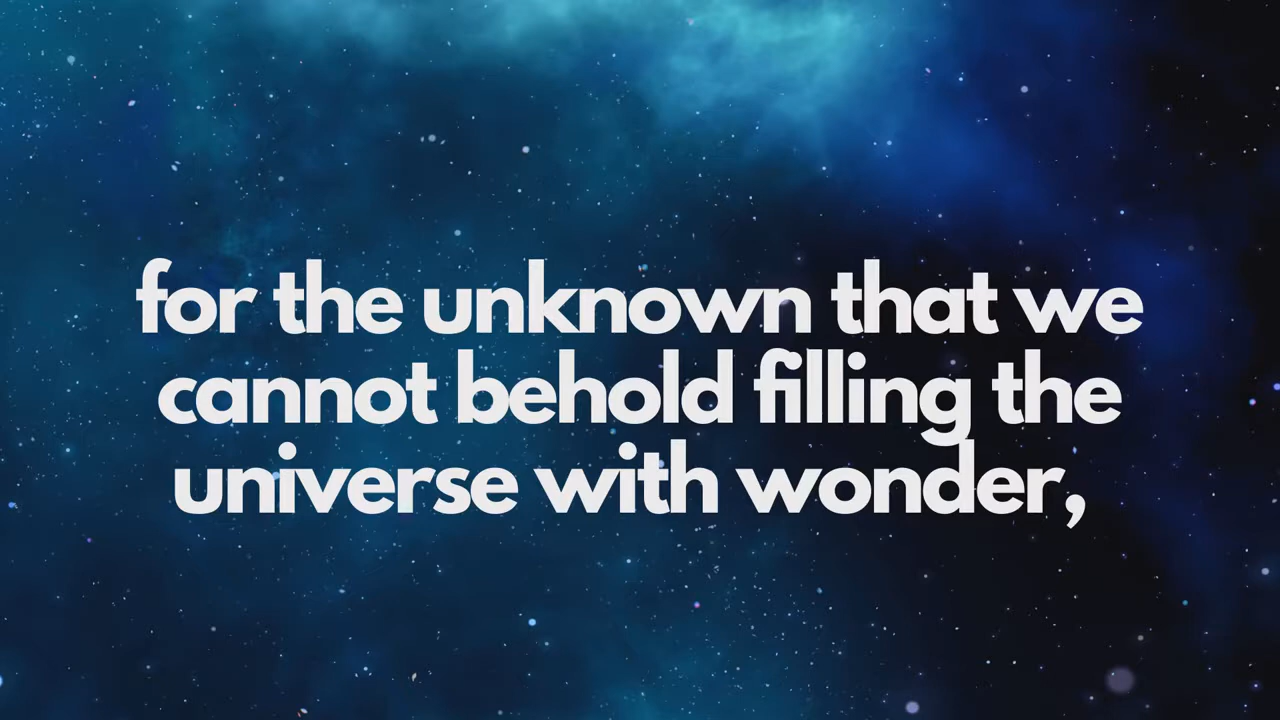 for the unknown that we
cannot behold filling the
universe with wonder,